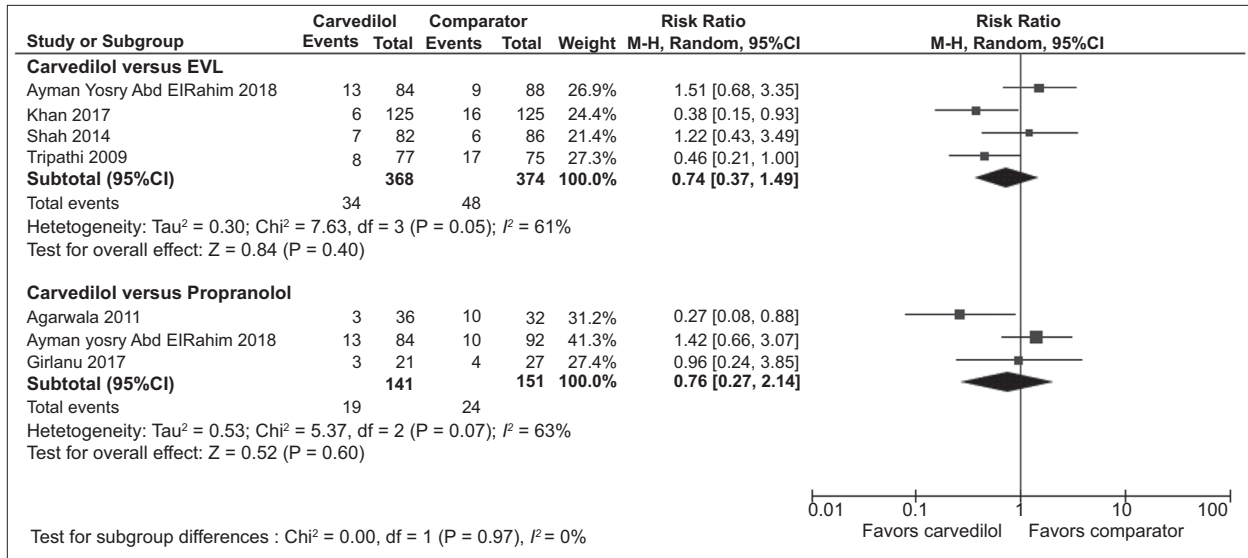 Carvedilol Comparator Risk Ratio Risk Ratio
Study or Subgroup Events Total Events Total Weight M-H, Random, 95%CI M-H, Random, 95%CI
Carvedilol versus EVL
Ayman Yosry Abd ElRahim 2018 13 84 9 88 26.9% 1.51 [0.68, 3.35]
Khan 2017 6 125 16 125 24.4% 0.38 [0.15, 0.93]
Shah 2014 7 82 6 86 21.4% 1.22 [0.43, 3.49]
Tripathi 2009 8 77 17 75 27.3% 0.46 [0.21, 1.00]
Subtotal (95%CI) 368 374 100.0% 0.74 [0.37, 1.49]
Total events 34 48
Hetetogeneity: Tau² = 0.30; Chi² = 7.63, df = 3 (P = 0.05); I² = 61%
Test for overall effect: Z = 0.84 (P = 0.40)
Carvedilol versus Propranolol
Agarwala 2011 3 36 10 32 31.2% 0.27 [0.08, 0.88]
Ayman yosry Abd ElRahim 2018 13 84 10 92 41.3% 1.42 [0.66, 3.07]
Girlanu 2017 3 21 4 27 27.4% 0.96 [0.24, 3.85]
Subtotal (95%CI) 141 151 100.0% 0.76 [0.27, 2.14]
Total events 19 24
Hetetogeneity: Tau² = 0.53; Chi² = 5.37, df = 2 (P = 0.07); I² = 63%
Test for overall effect: Z = 0.52 (P = 0.60)
0.01 0.1 1 10 100
Favors carvedilol Favors comparator
Test for subgroup differences : Chi² = 0.00, df = 1 (P = 0.97), I² = 0%